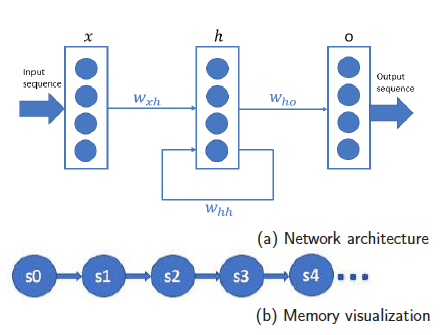 x h o
Input
sequence
Output
sequence
w_xh w_ho
w_hh
(a) Network architecture
s0 s1 s2 s3 s4
(b) Memory visualization